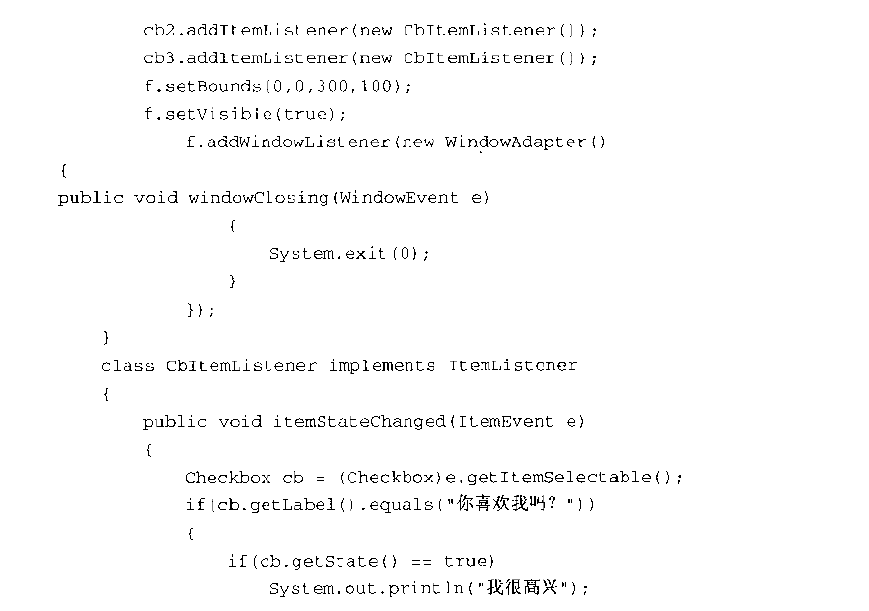 cb2.addItemListener(new CbItemListener());
cb3.addItemListener(new CbItemListener());
f.setBounds(0,0,300,100);
f.setVisible(true);
f.addWindowListener(new WindowAdapter()
{
public void windowClosing(WindowEvent e)
{
System.exit(0);
}
});
}
class CbItemListener implements ItemListener
{
public void itemStateChanged(ItemEvent e)
{
Checkbox cb = (Checkbox)e.getItemSelectable();
if(cb.getLabel().equals("你喜欢我吗？"))
{
if(cb.getState() == true)
System.out.println("我很高兴");